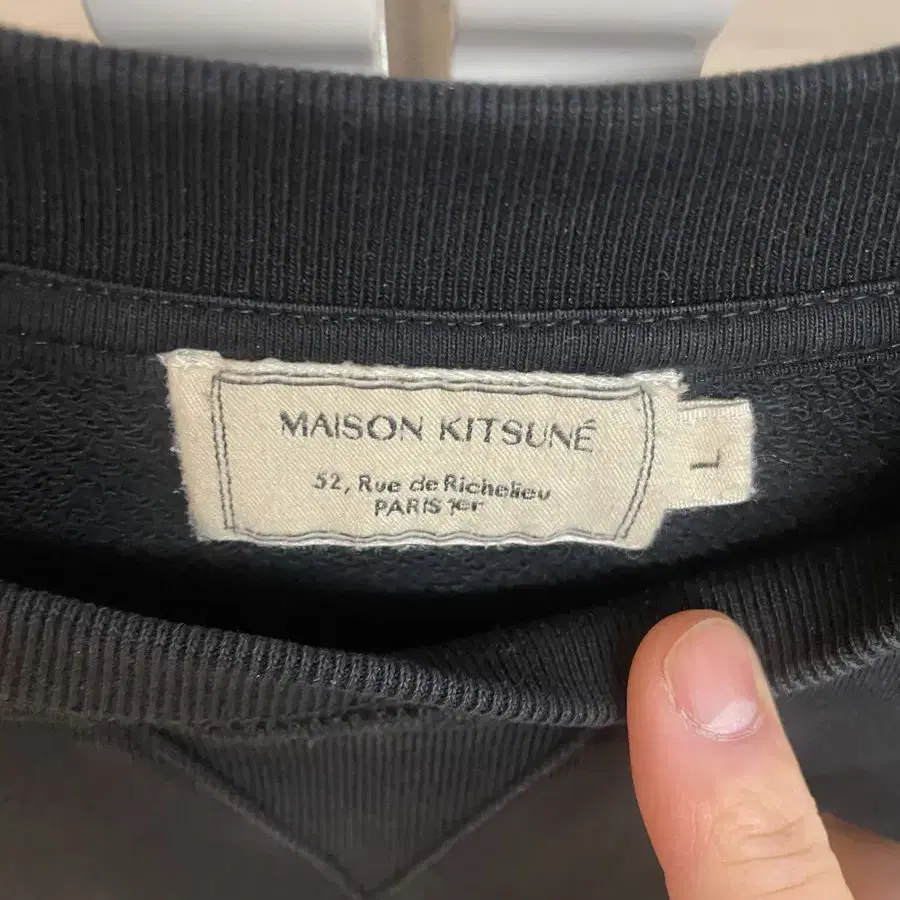 MAISON KITSUNÉ
52, Rue de Richelieu
PARIS 1er
L